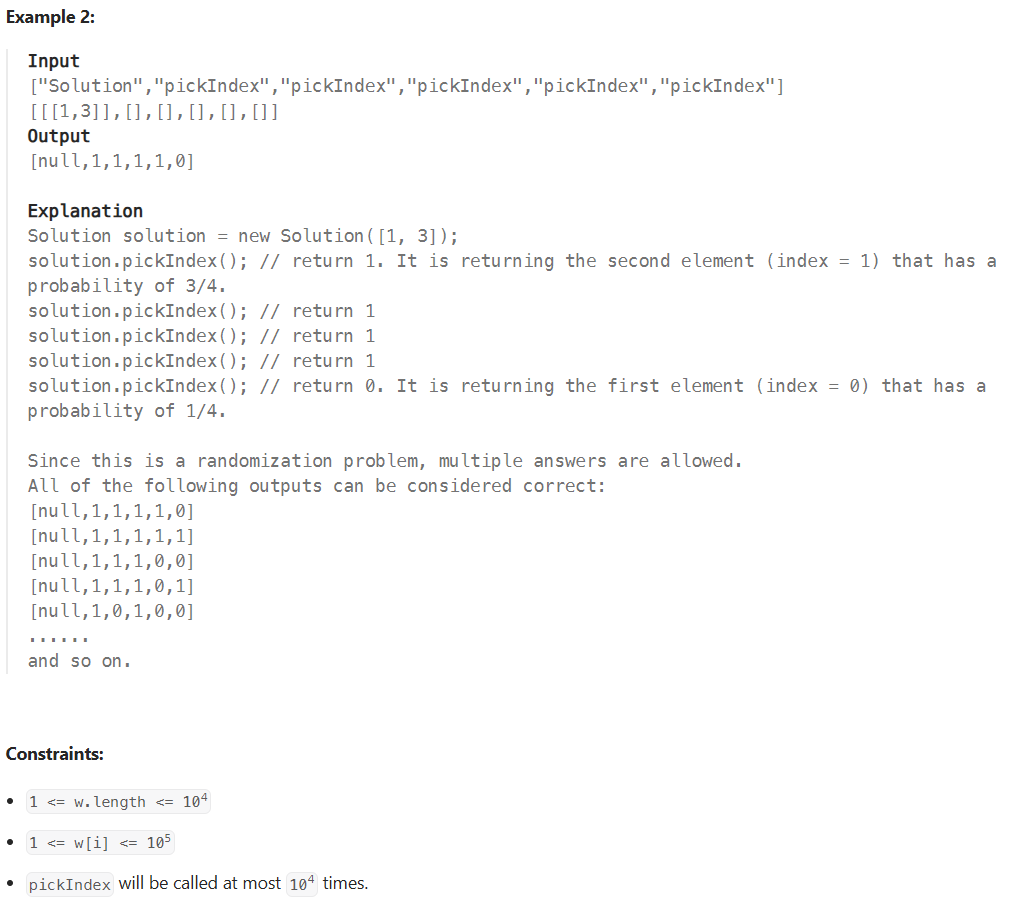 Example 2:
Input
["Solution","pickIndex","pickIndex","pickIndex","pickIndex","pickIndex"]
[[[1,3]],[],[],[],[],[]]
Output
[null,1,1,1,1,0]
Explanation
Solution solution = new Solution([1, 3]);
solution.pickIndex(); // return 1. It is returning the second element (index = 1) that has a
probability of 3/4.
solution.pickIndex(); // return 1
solution.pickIndex(); // return 1
solution.pickIndex(); // return 1
solution.pickIndex(); // return 0. It is returning the first element (index = 0) that has a
probability of 1/4.
Since this is a randomization problem, multiple answers are allowed.
All of the following outputs can be considered correct:
[null,1,1,1,1,0]
[null,1,1,1,1,1]
[null,1,1,1,0,0]
[null,1,1,1,0,1]
[null,1,0,1,0,0]
......
and so on.
Constraints:
• 1 <= w.length <= 10⁴
• 1 <= w[i] <= 10⁵
• pickIndex will be called at most 10⁴ times.